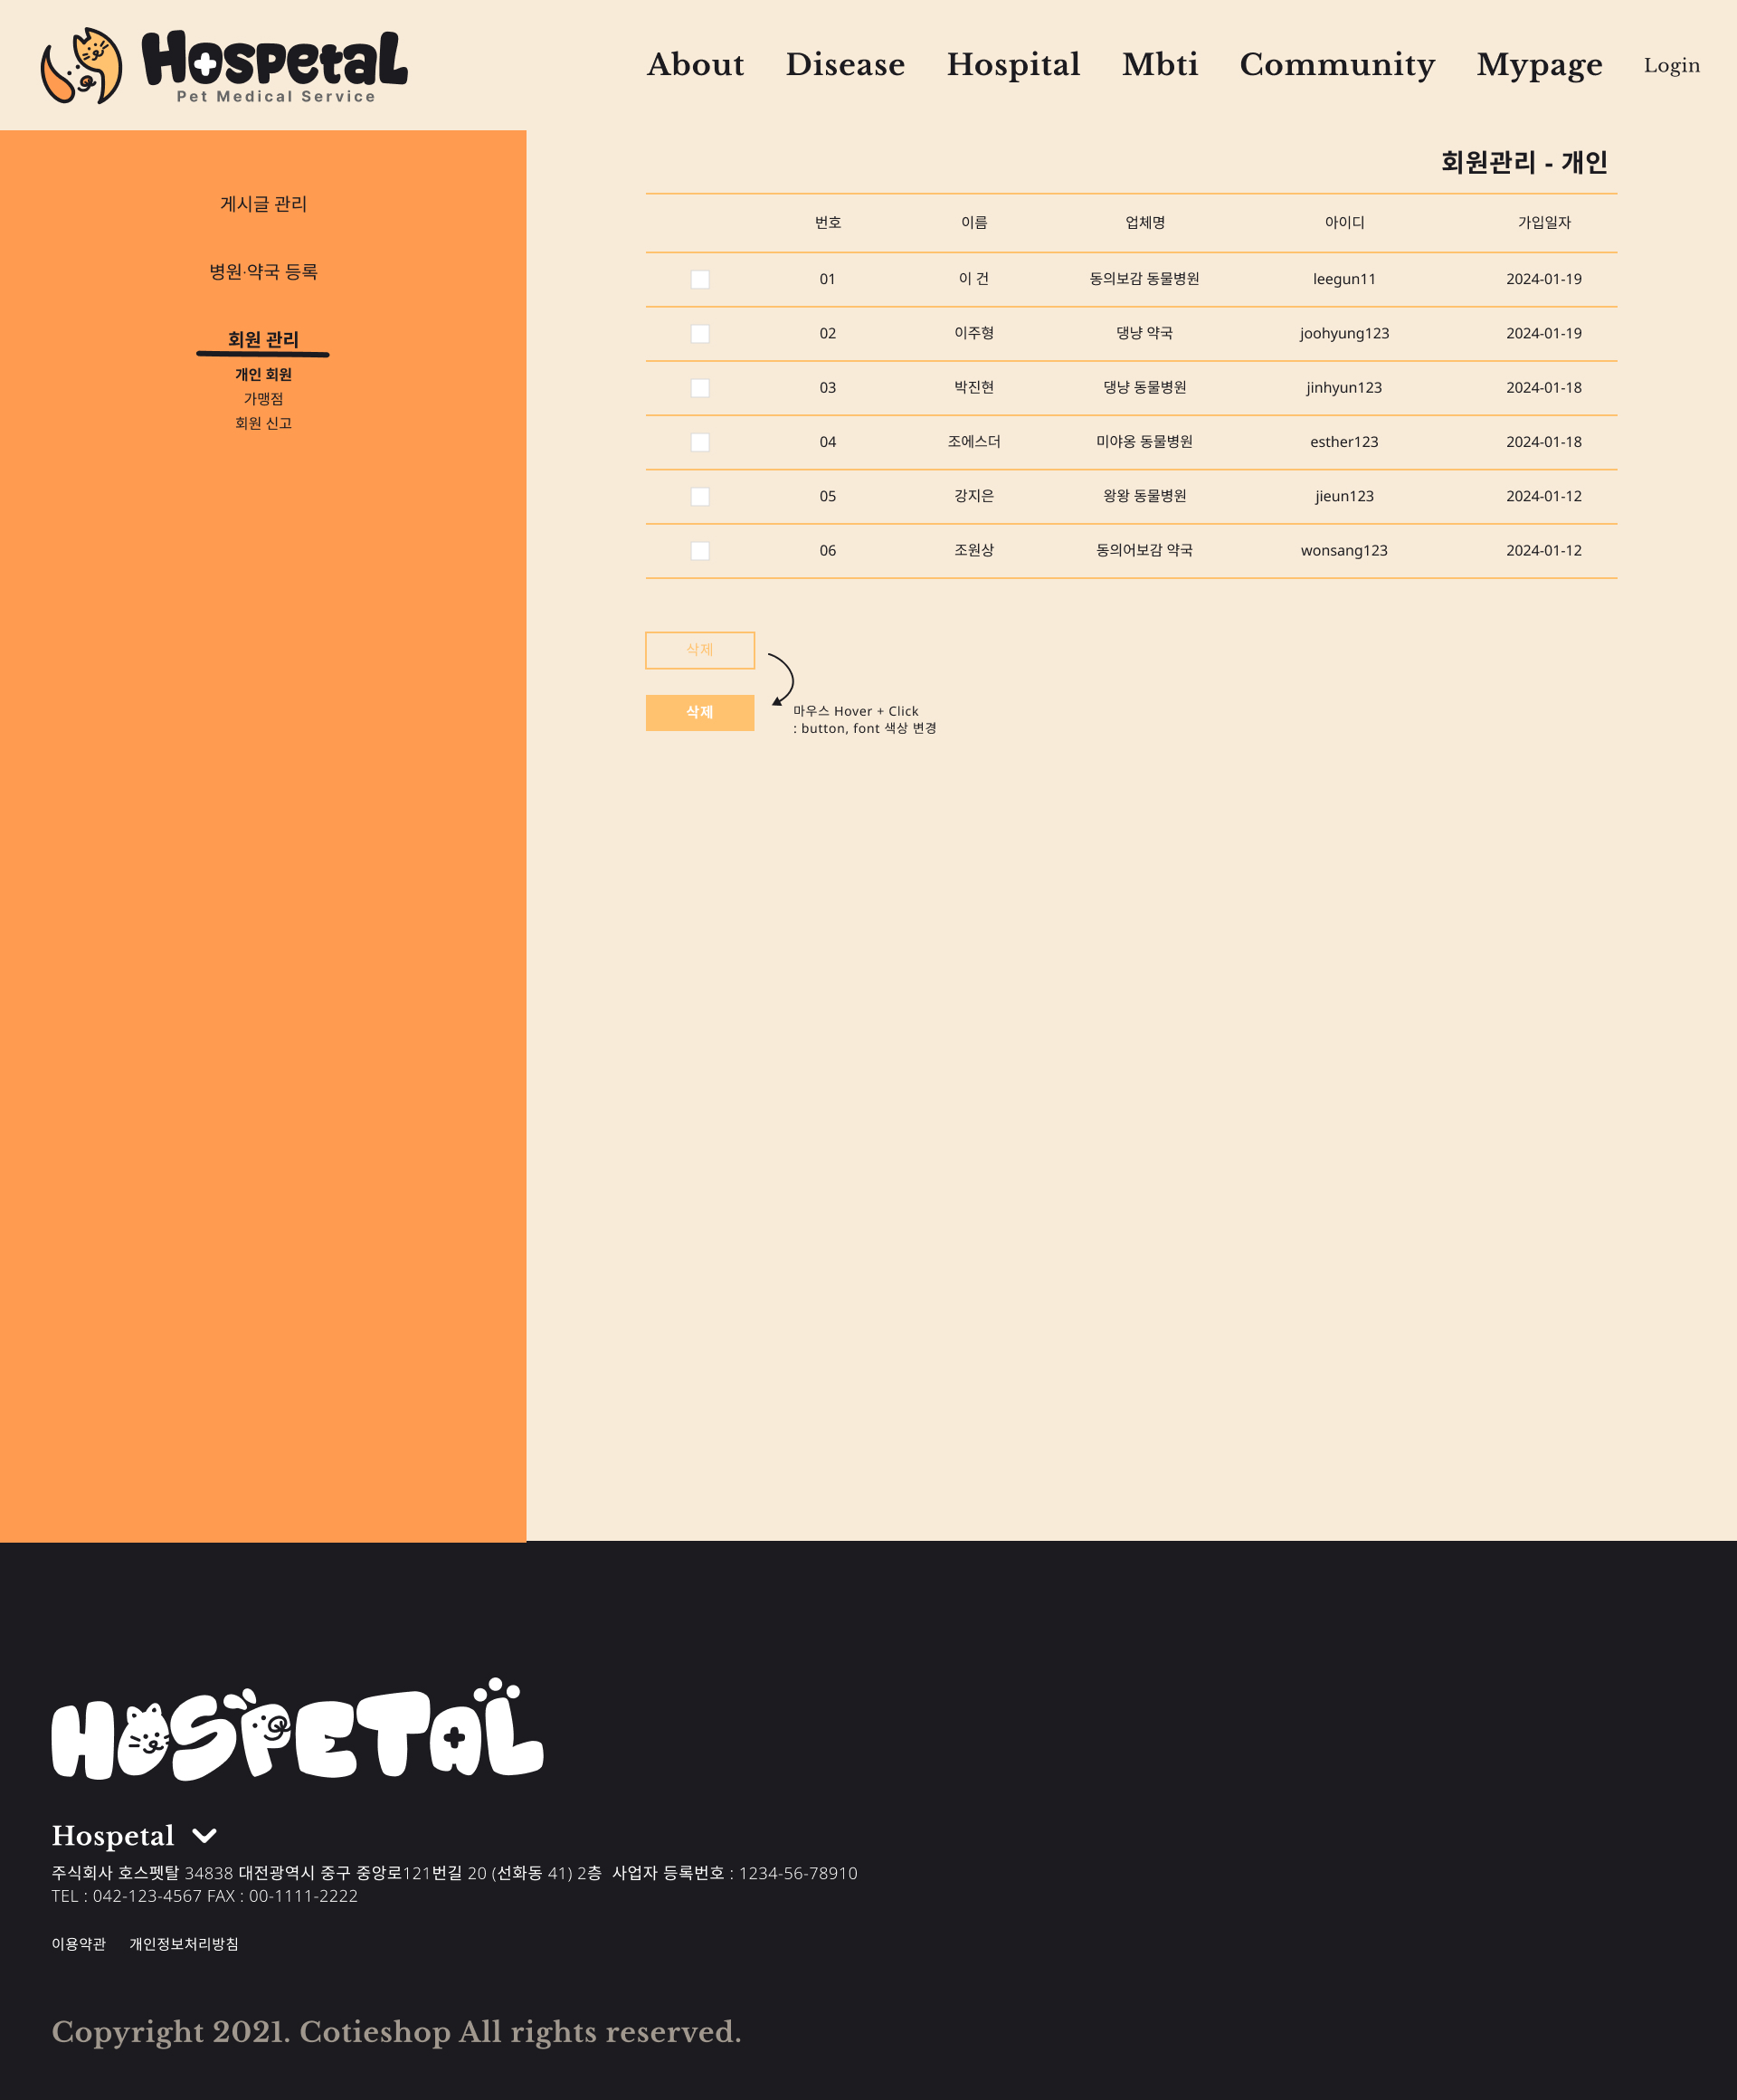 Hospetal
Pet Medical Service
About Disease Hospital Mbti Community Mypage Login
게시글 관리
병원·약국 등록
회원 관리
개인 회원
가맹점
회원 신고
회원관리 - 개인
번호 이름 업체명 아이디 가입일자
01 이 건 동의보감 동물병원 leegun11 2024-01-19
02 이주형 댕냥 약국 joohyung123 2024-01-19
03 박진현 댕냥 동물병원 jinhyun123 2024-01-18
04 조에스더 미야옹 동물병원 esther123 2024-01-18
05 강지은 왕왕 동물병원 jieun123 2024-01-12
06 조원상 동의어보감 약국 wonsang123 2024-01-12
삭제
삭제
마우스 Hover + Click
: button, font 색상 변경
HOSPETAL
Hospetal
주식회사 호스펫탈 34838 대전광역시 중구 중앙로121번길 20 (선화동 41) 2층 사업자 등록번호 : 1234-56-78910
TEL : 042-123-4567 FAX : 00-1111-2222
이용약관 개인정보처리방침
Copyright 2021. Cotieshop All rights reserved.